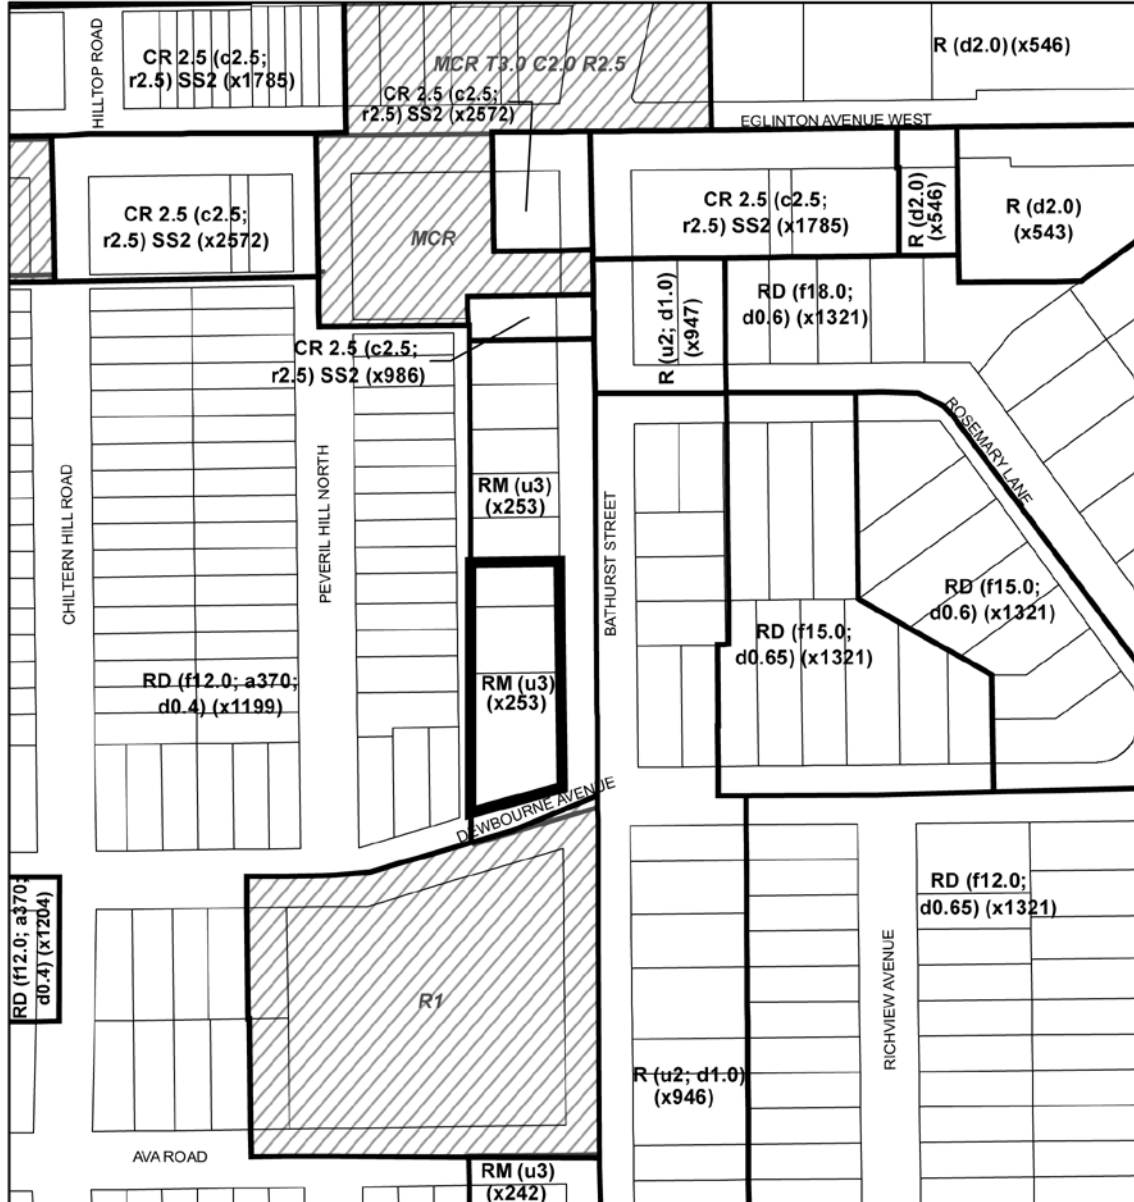 HILLTOP ROAD
CR 2.5 (c2.5;
r2.5) SS2 (x1785)
MCR T3.0 C2.0 R2.5
CR 2.5 (c2.5;
r2.5) SS2 (x2572)
R (d2.0)(x546)
EGLINTON AVENUE WEST
CR 2.5 (c2.5;
r2.5) SS2 (x2572)
MCR
CR 2.5 (c2.5;
r2.5) SS2 (x1785)
R (d2.0)
(x546)
R (d2.0)
(x543)
R (u2; d1.0)
(x947)
RD (f18.0;
d0.6) (x1321)
CR 2.5 (c2.5;
r2.5) SS2 (x986)
ROSEMARY LANE
CHILTERN HILL ROAD
PEVERIL HILL NORTH
RM (u3)
(x253)
BATHURST STREET
RD (f15.0;
d0.6) (x1321)
RD (f15.0;
d0.65) (x1321)
RD (f12.0; a370;
d0.4) (x1199)
RM (u3)
(x253)
DEWBOURNE AVENUE
RD (f12.0; a370;
d0.4) (x1204)
RD (f12.0;
d0.65) (x1321)
R1
RICHVIEW AVENUE
R (u2; d1.0)
(x946)
AVA ROAD
RM (u3)
(x242)